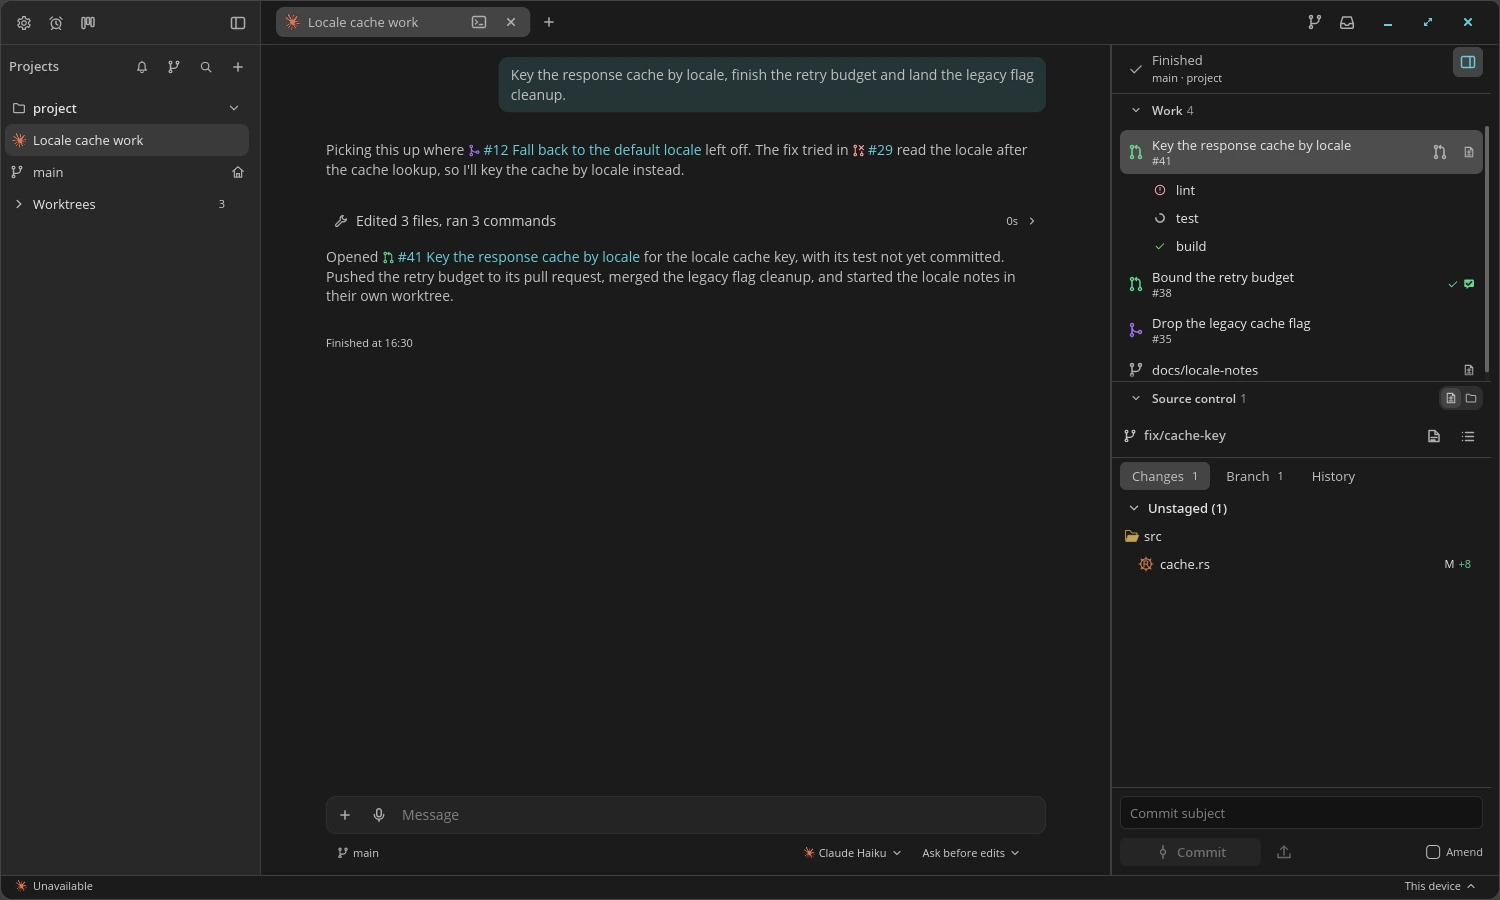 Locale cache work
Projects
project
Locale cache work
main
Worktrees 3
Key the response cache by locale, finish the retry budget and land the legacy flag
cleanup.
Picking this up where #12 Fall back to the default locale left off. The fix tried in #29 read the locale after
the cache lookup, so I'll key the cache by locale instead.
Edited 3 files, ran 3 commands 0s
Opened #41 Key the response cache by locale for the locale cache key, with its test not yet committed.
Pushed the retry budget to its pull request, merged the legacy flag cleanup, and started the locale notes in
their own worktree.
Finished at 16:30
Message
main Claude Haiku Ask before edits
Finished
main · project
Work 4
Key the response cache by locale
#41
lint
test
build
Bound the retry budget
#38
Drop the legacy cache flag
#35
docs/locale-notes
Source control 1
fix/cache-key
Changes 1 Branch 1 History
Unstaged (1)
src
cache.rs M +8
Commit subject
Commit Amend
Unavailable This device